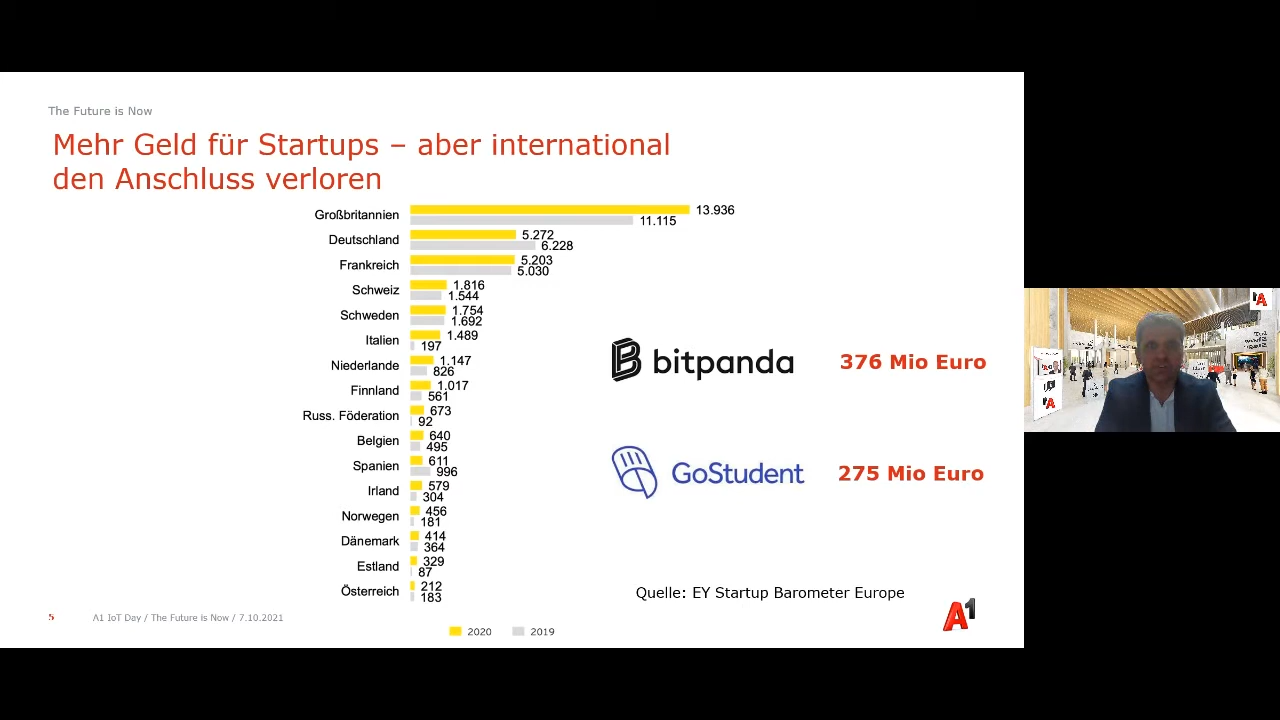 The Future is Now
Mehr Geld für Startups – aber international
den Anschluss verloren
Großbritannien 13.936
11.115
Deutschland 5.272
6.228
Frankreich 5.203
5.030
Schweiz 1.816
1.544
Schweden 1.754
1.692
Italien 1.489
197
Niederlande 1.147
826
Finnland 1.017
561
Russ. Föderation 673
92
Belgien 640
495
Spanien 611
996
Irland 579
304
Norwegen 456
181
Dänemark 414
364
Estland 329
87
Österreich 212
183
2020 2019
bitpanda 376 Mio Euro
GoStudent 275 Mio Euro
Quelle: EY Startup Barometer Europe
5 A1 IoT Day / The Future is Now / 7.10.2021
A1
A1
A1